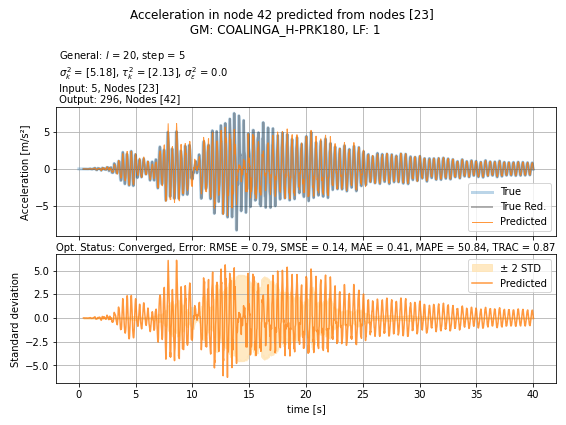 Acceleration in node 42 predicted from nodes [23]
GM: COALINGA_H-PRK180, LF: 1
General: l = 20, step = 5
σ²ₖ = [5.18], τ²ₖ = [2.13], σ²ε = 0.0
Input: 5, Nodes [23]
Output: 296, Nodes [42]
Acceleration [m/s²]
5
0
−5
True
True Red.
Predicted
Opt. Status: Converged, Error: RMSE = 0.79, SMSE = 0.14, MAE = 0.41, MAPE = 50.84, TRAC = 0.87
Standard deviation
5.0
2.5
0.0
−2.5
−5.0
± 2 STD
Predicted
0 5 10 15 20 25 30 35 40
time [s]